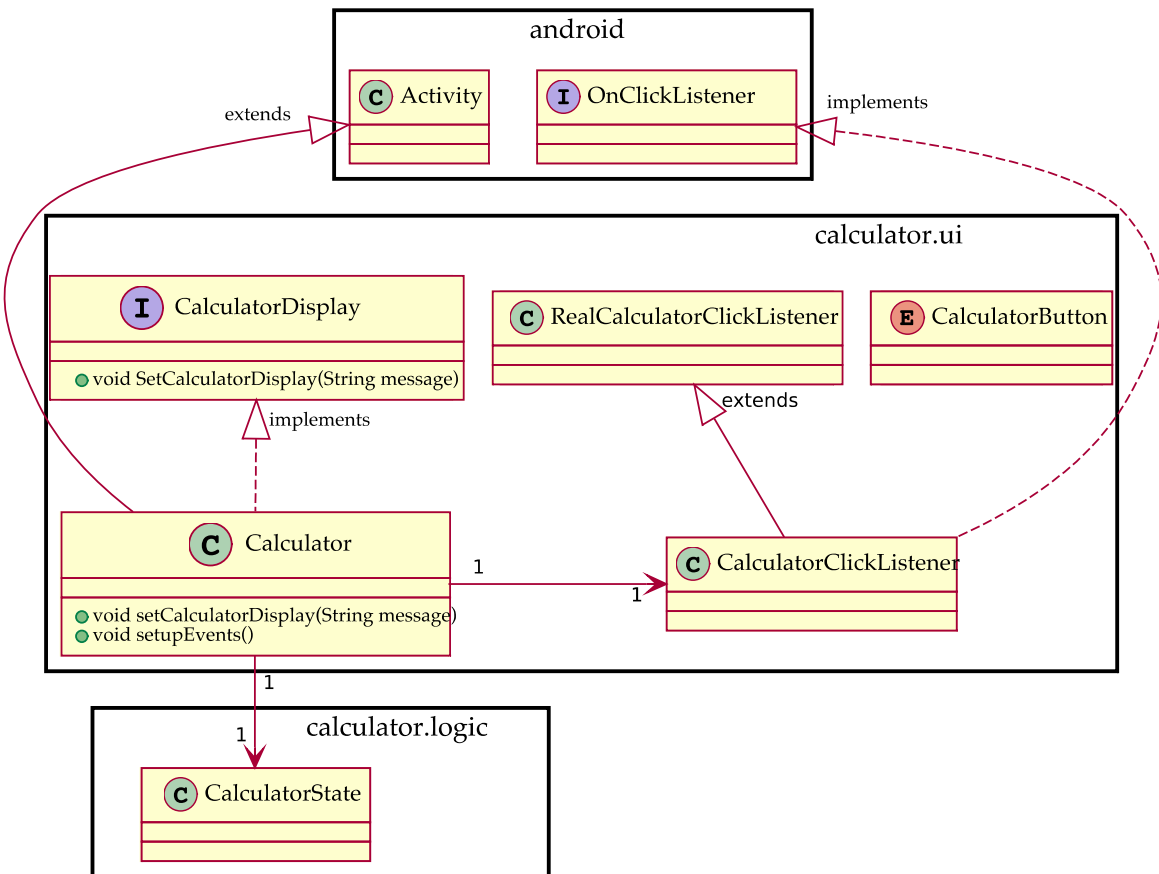 android
C Activity
I OnClickListener
extends
implements
calculator.ui
I CalculatorDisplay
void SetCalculatorDisplay(String message)
C RealCalculatorClickListener
E CalculatorButton
implements
extends
C Calculator
void setCalculatorDisplay(String message)
void setupEvents()
1
1
C CalculatorClickListener
1
1
calculator.logic
C CalculatorState